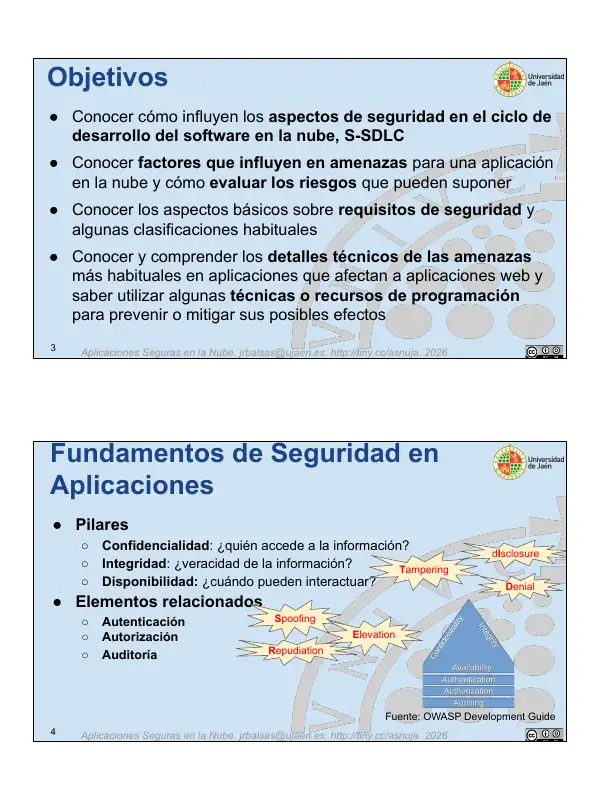 Objetivos
Universidad
de Jaén
● Conocer cómo influyen los aspectos de seguridad en el ciclo de
desarrollo del software en la nube, S-SDLC
● Conocer factores que influyen en amenazas para una aplicación
en la nube y cómo evaluar los riesgos que pueden suponer
● Conocer los aspectos básicos sobre requisitos de seguridad y
algunas clasificaciones habituales
● Conocer y comprender los detalles técnicos de las amenazas
más habituales en aplicaciones que afectan a aplicaciones web y
saber utilizar algunas técnicas o recursos de programación
para prevenir o mitigar sus posibles efectos
3
Aplicaciones Seguras en la Nube. jrbalsas@ujaen.es. http://tiny.cc/asnuja. 2026
Fundamentos de Seguridad en
Aplicaciones
Universidad
de Jaén
● Pilares
○ Confidencialidad: ¿quién accede a la información?
○ Integridad: ¿veracidad de la información?
○ Disponibilidad: ¿cuándo pueden interactuar?
dIsclosure
Tampering
Denial
● Elementos relacionados
○ Autenticación
○ Autorización
○ Auditoría
Spoofing
Elevation
Repudiation
Confidentiality
Integrity
Availability
Authentication
Authorization
Auditing
Fuente: OWASP Development Guide
4
Aplicaciones Seguras en la Nube. jrbalsas@ujaen.es. http://tiny.cc/asnuja. 2026